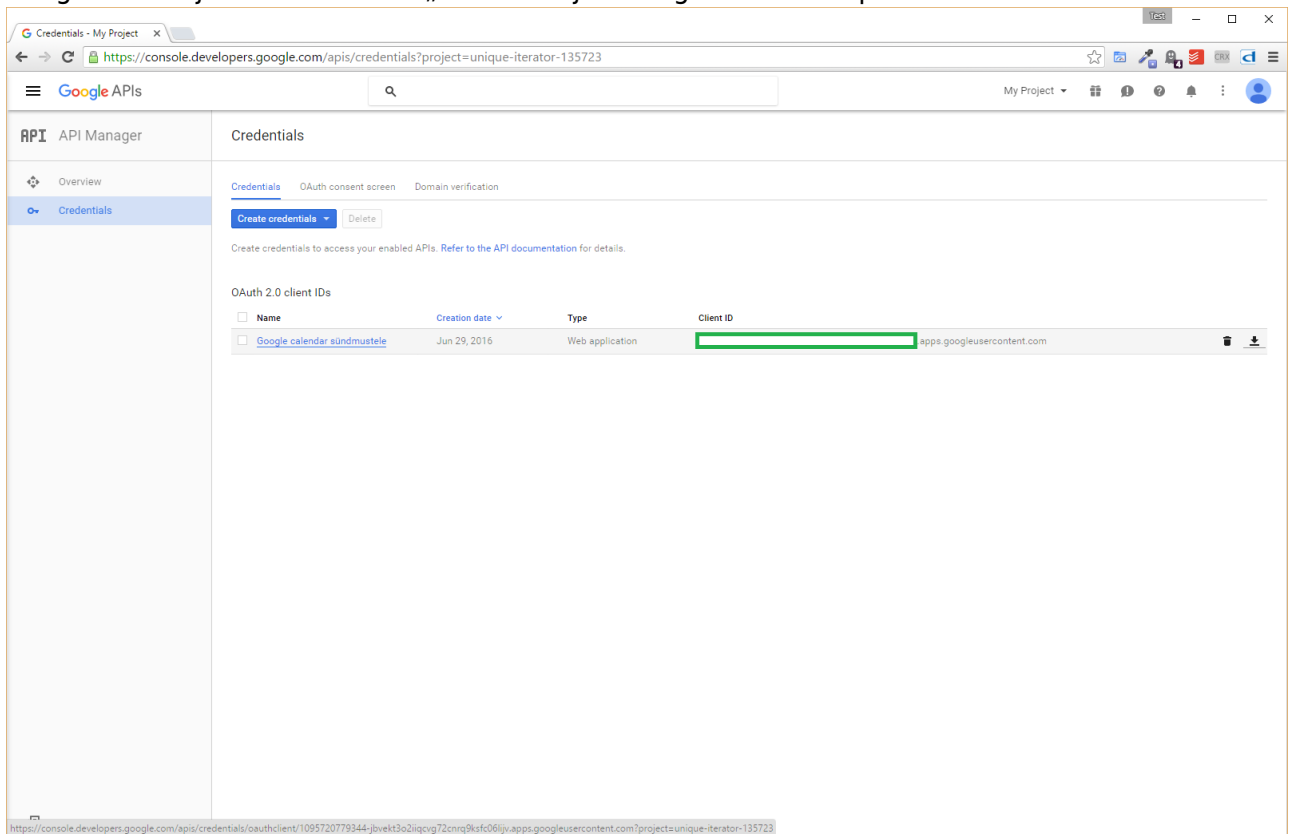 Test
Credentials - My Project
https://console.developers.google.com/apis/credentials?project=unique-iterator-135723
CRX
Google APIs
My Project
API API Manager
Credentials
Overview
Credentials
Credentials OAuth consent screen Domain verification
Create credentials Delete
Create credentials to access your enabled APIs. Refer to the API documentation for details.
OAuth 2.0 client IDs
Name Creation date Type Client ID
Google calendar sündmustele Jun 29, 2016 Web application .apps.googleusercontent.com
https://console.developers.google.com/apis/credentials/oauthclient/1095720779344-jbvekt3o2iiqcvg72cnrq9ksfc06lijv.apps.googleusercontent.com?project=unique-iterator-135723